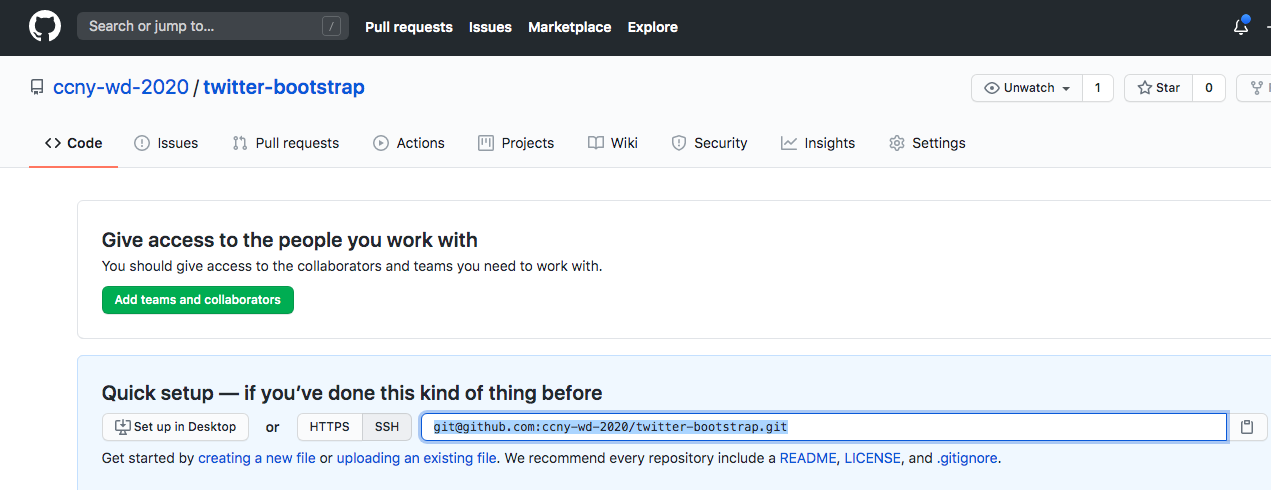 Search or jump to... / Pull requests Issues Marketplace Explore
ccny-wd-2020 / twitter-bootstrap Unwatch 1 Star 0
Code Issues Pull requests Actions Projects Wiki Security Insights Settings
Give access to the people you work with
You should give access to the collaborators and teams you need to work with.
Add teams and collaborators
Quick setup — if you’ve done this kind of thing before
Set up in Desktop or HTTPS SSH git@github.com:ccny-wd-2020/twitter-bootstrap.git
Get started by creating a new file or uploading an existing file. We recommend every repository include a README, LICENSE, and .gitignore.